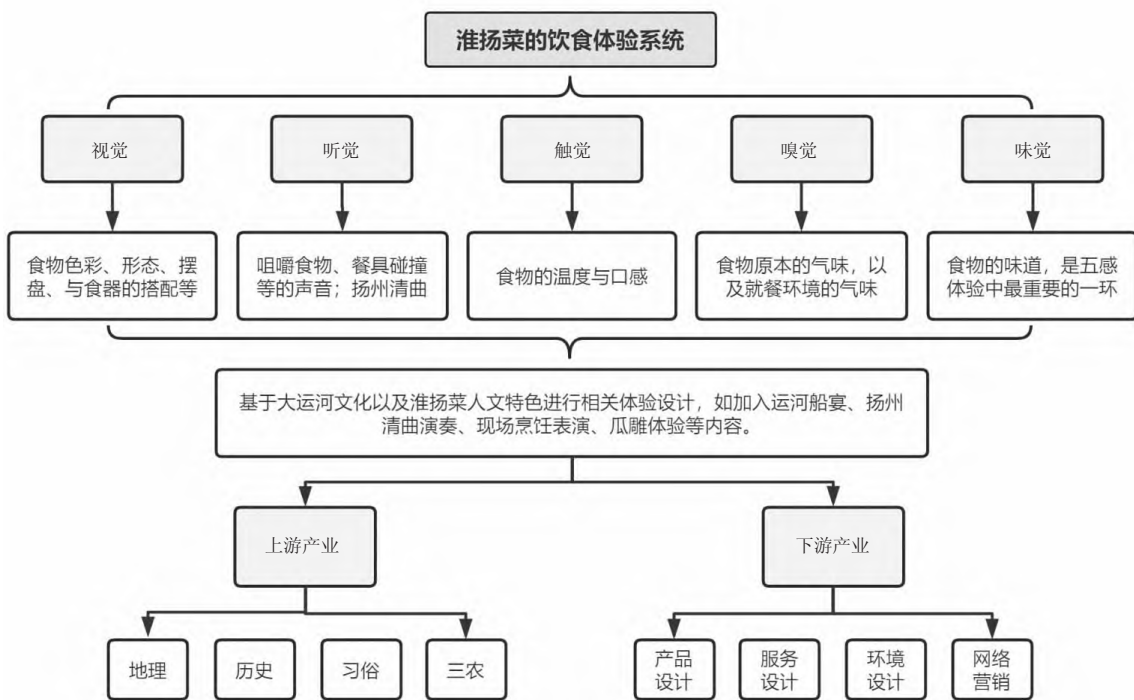 淮扬菜的饮食体验系统
视觉
听觉
触觉
嗅觉
味觉
食物色彩、形态、摆
盘、与食器的搭配等
咀嚼食物、餐具碰撞
等的声音；扬州清曲
食物的温度与口感
食物原本的气味，以
及就餐环境的气味
食物的味道，是五感
体验中最重要的一环
基于大运河文化以及淮扬菜人文特色进行相关体验设计，如加入运河船宴、扬州
清曲演奏、现场烹饪表演、瓜雕体验等内容。
上游产业
下游产业
地理
历史
习俗
三农
产品
设计
服务
设计
环境
设计
网络
营销